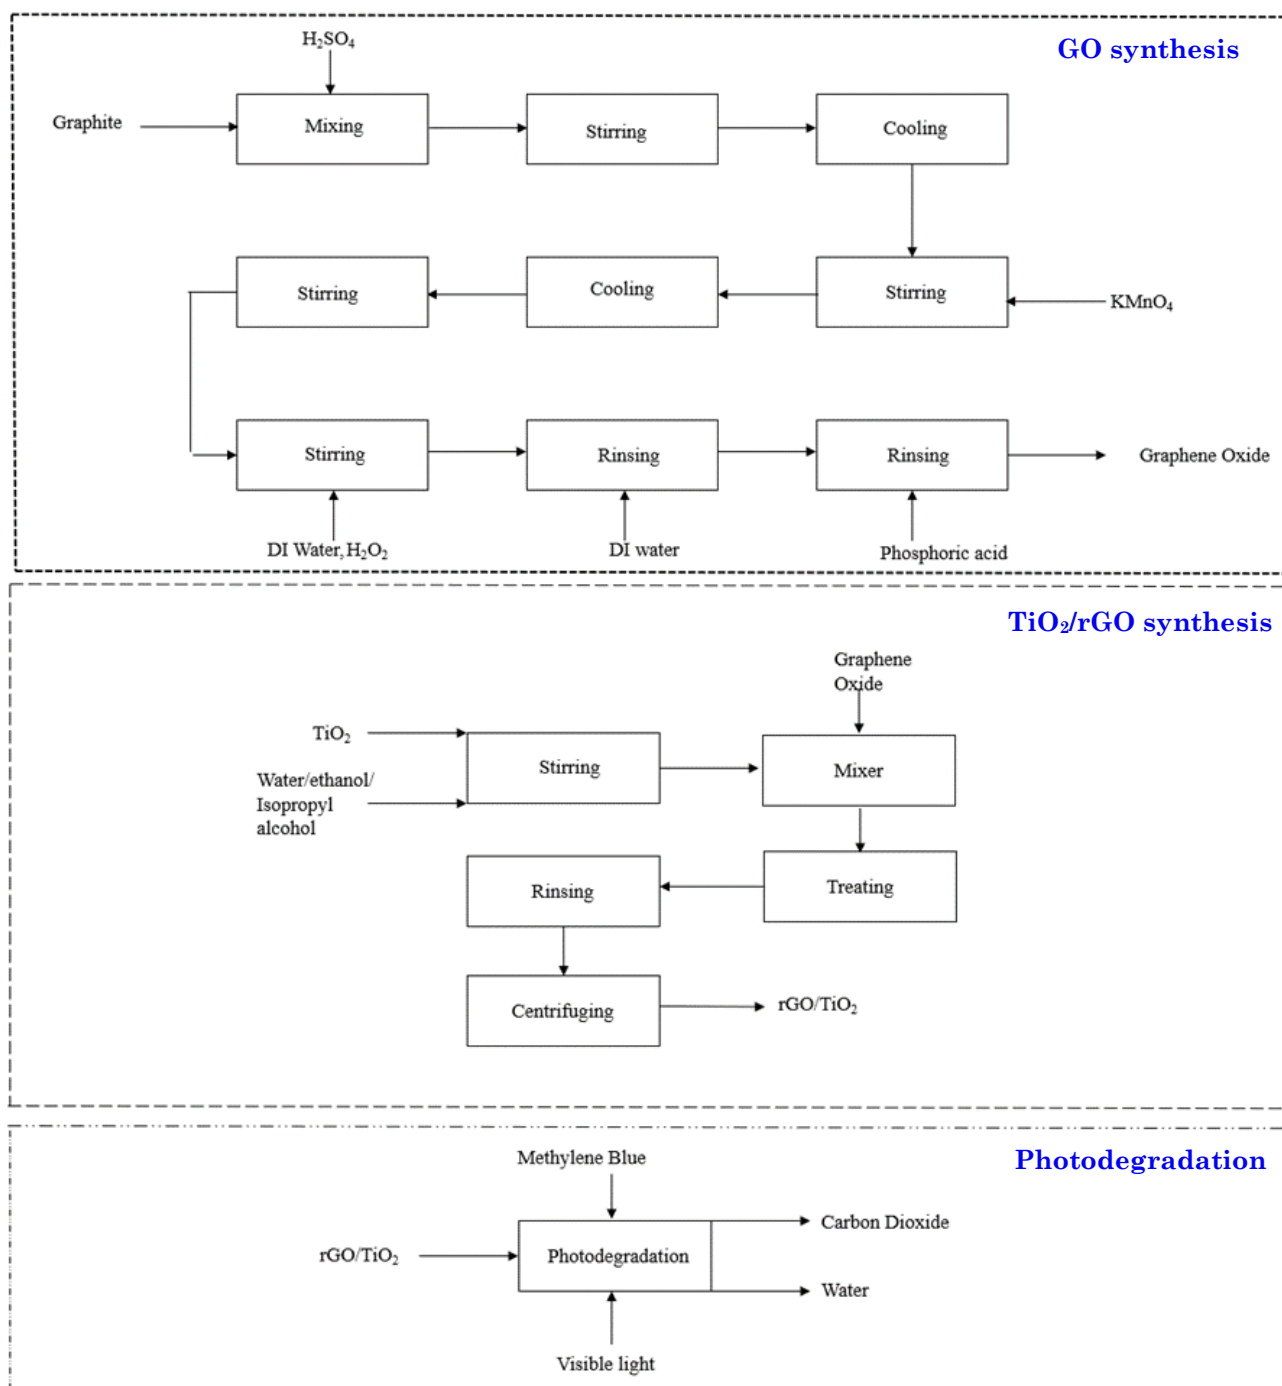 GO synthesis
H₂SO₄
Graphite
Mixing
Stirring
Cooling
Stirring
Cooling
Stirring
KMnO₄
Stirring
Rinsing
Rinsing
Graphene Oxide
DI Water, H₂O₂
DI water
Phosphoric acid
TiO₂/rGO synthesis
Graphene
Oxide
TiO₂
Water/ethanol/
Isopropyl
alcohol
Stirring
Mixer
Rinsing
Treating
Centrifuging
rGO/TiO₂
Photodegradation
Methylene Blue
rGO/TiO₂
Photodegradation
Carbon Dioxide
Water
Visible light